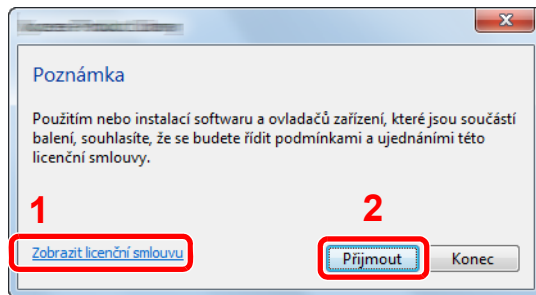 Poznámka
Použitím nebo instalací softwaru a ovladačů zařízení, které jsou součástí
balení, souhlasíte, že se budete řídit podmínkami a ujednáními této
licenční smlouvy.
1
2
Zobrazit licenční smlouvu
Přijmout
Konec